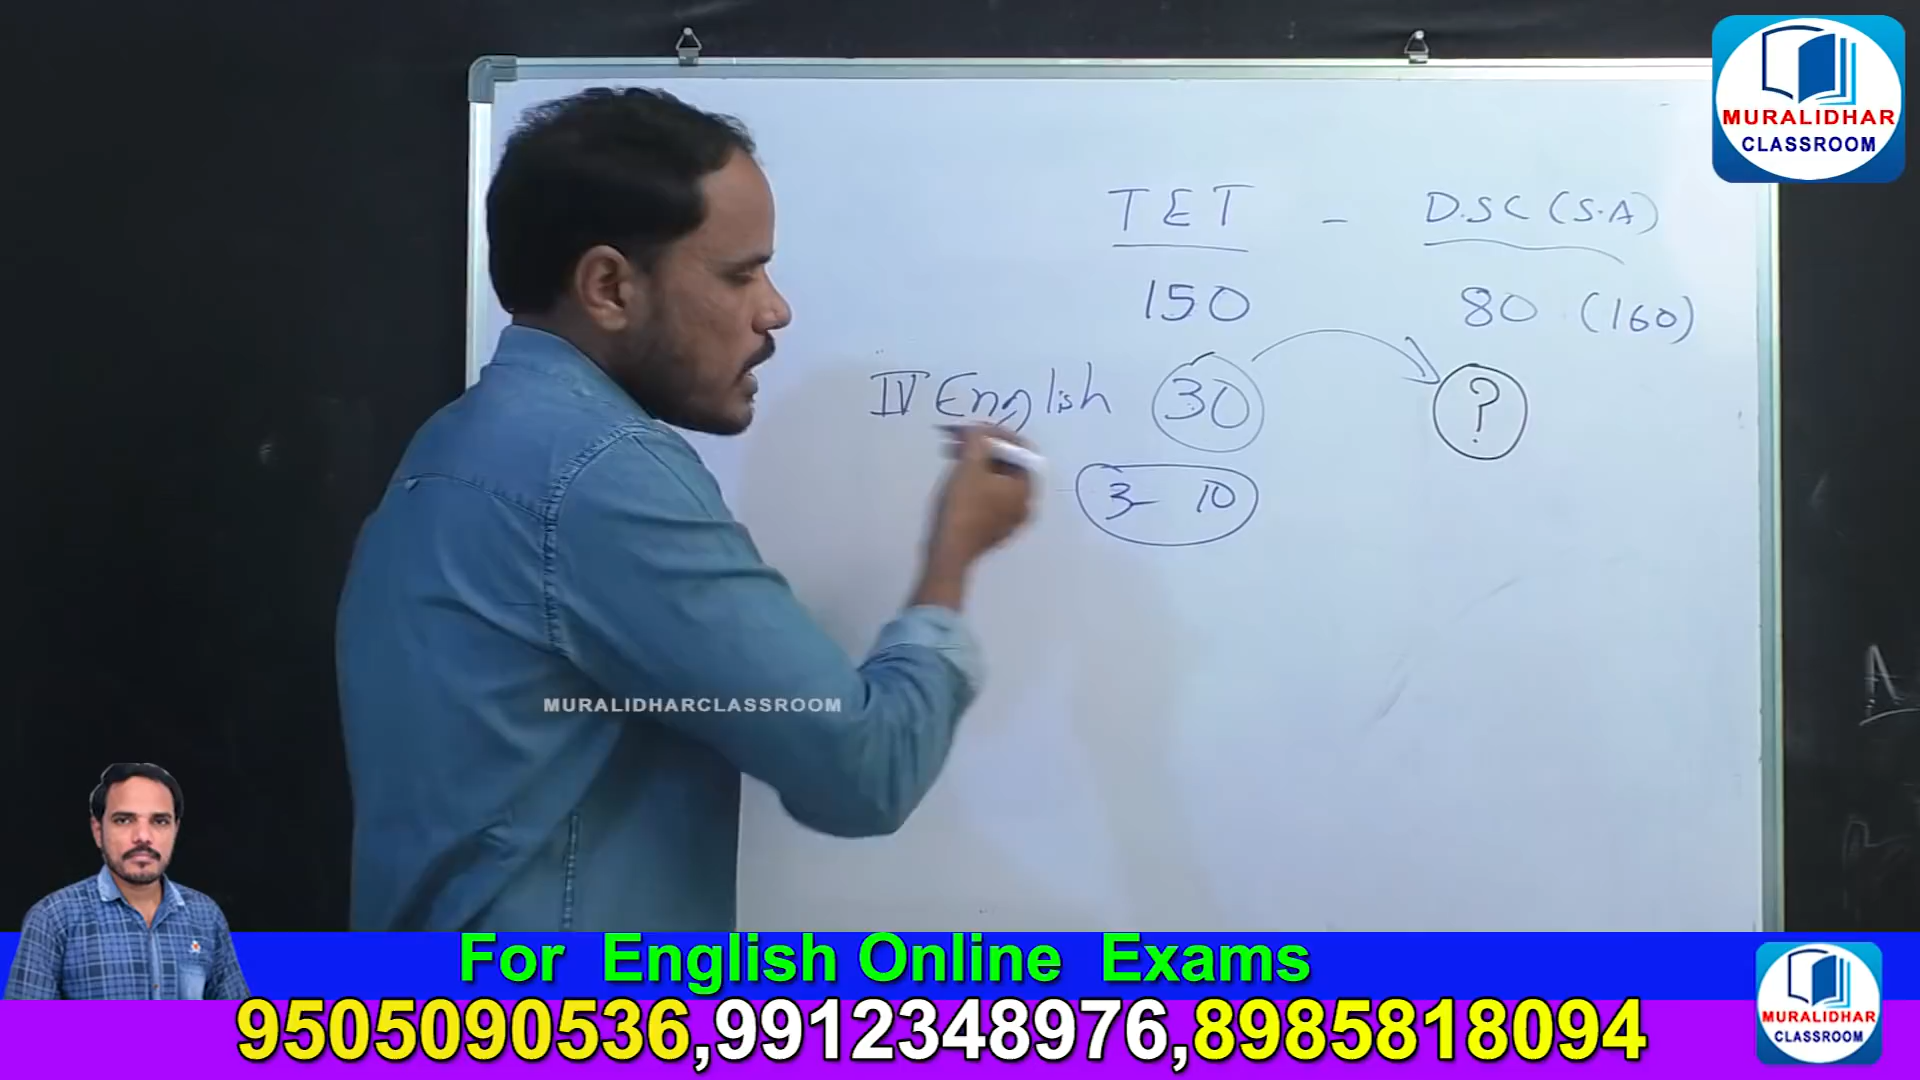 MURALIDHAR
CLASSROOM
TET - D.SC (S.A)
150 80 (160)
IV English 30 ?
3- 10
MURALIDHARCLASSROOM
For English Online Exams
9505090536,9912348976,8985818094
MURALIDHAR
CLASSROOM